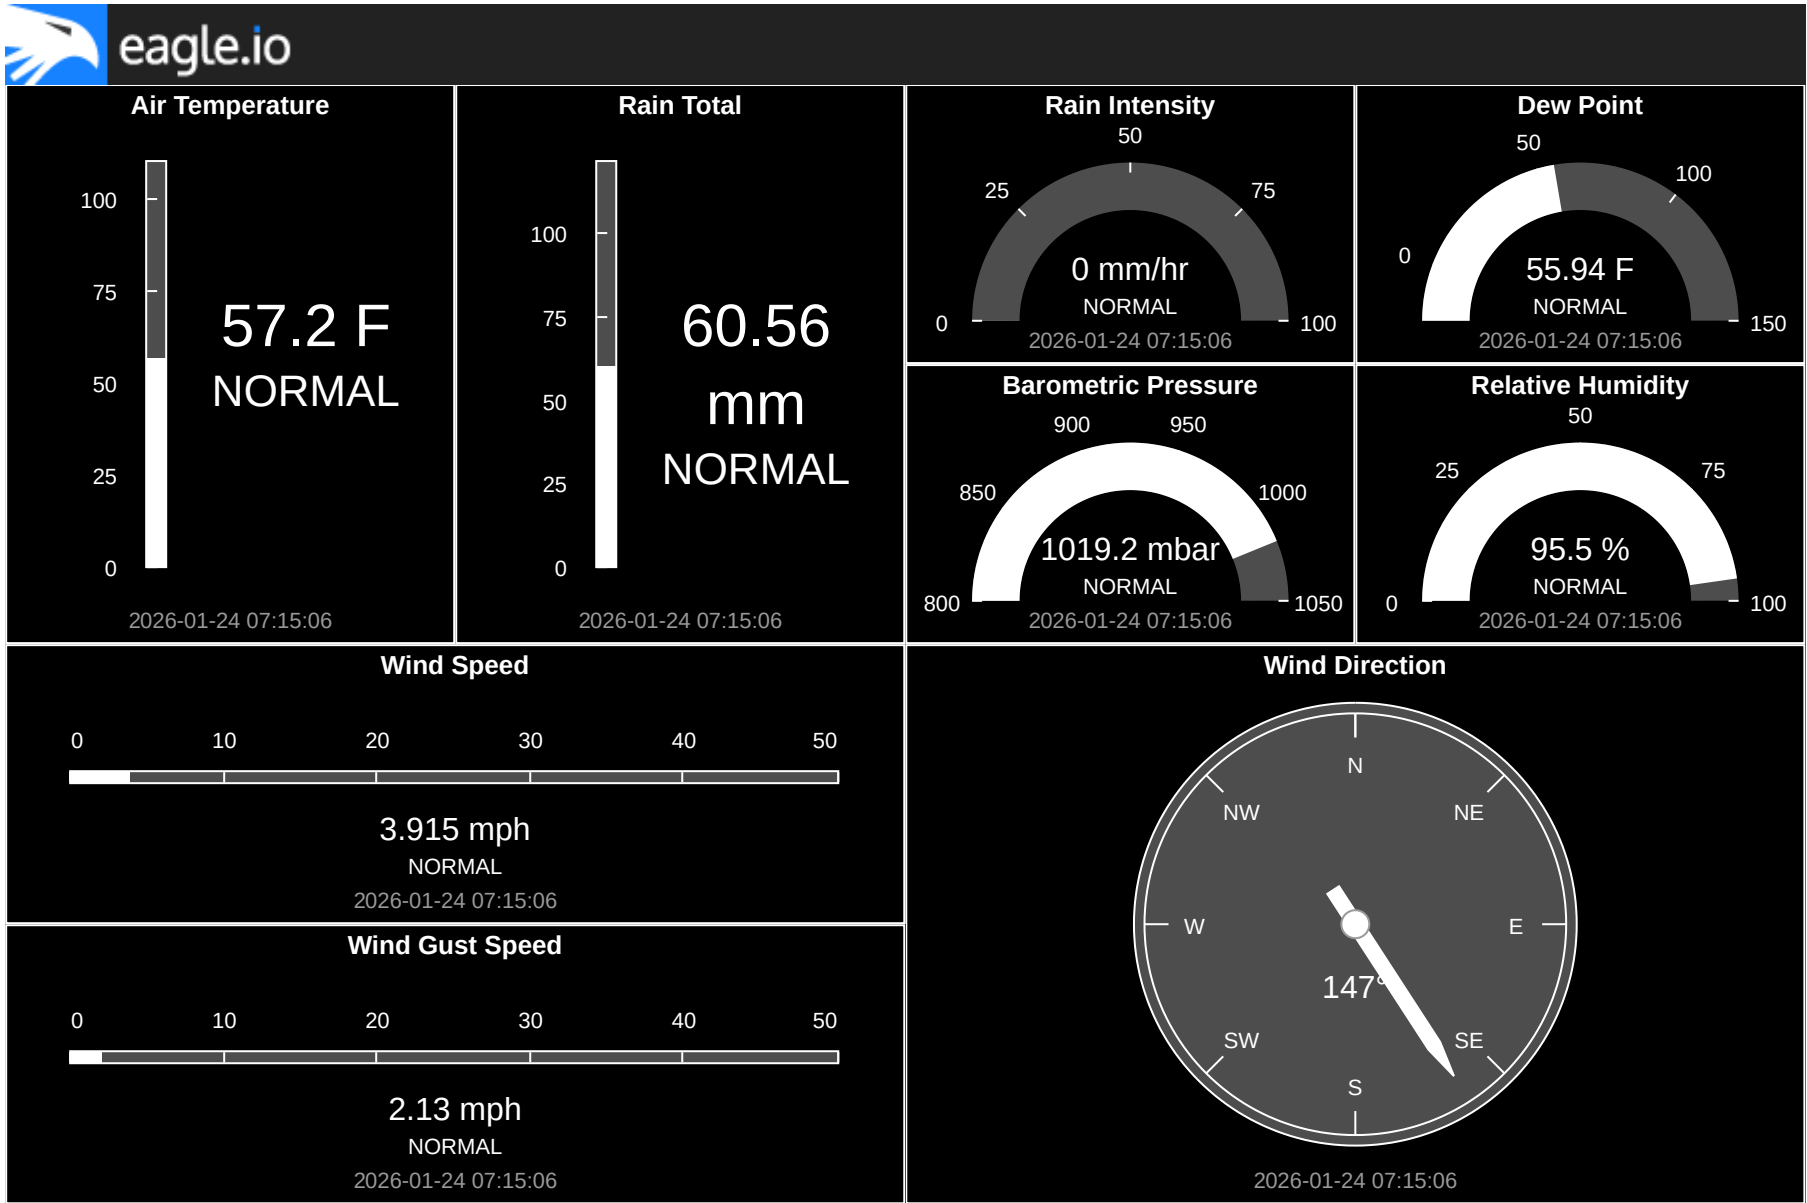 eagle.io
Air Temperature
100
75
50
25
0
57.2 F
NORMAL
2026-01-24 07:15:06
Rain Total
100
75
50
25
0
60.56
mm
NORMAL
2026-01-24 07:15:06
Rain Intensity
0
25
50
75
100
0 mm/hr
NORMAL
2026-01-24 07:15:06
Dew Point
0
50
100
150
55.94 F
NORMAL
2026-01-24 07:15:06
Barometric Pressure
800
850
900
950
1000
1050
1019.2 mbar
NORMAL
2026-01-24 07:15:06
Relative Humidity
0
25
50
75
100
95.5 %
NORMAL
2026-01-24 07:15:06
Wind Speed
0 10 20 30 40 50
3.915 mph
NORMAL
2026-01-24 07:15:06
Wind Gust Speed
0 10 20 30 40 50
2.13 mph
NORMAL
2026-01-24 07:15:06
Wind Direction
N
NW NE
W E
147°
SW SE
S
2026-01-24 07:15:06